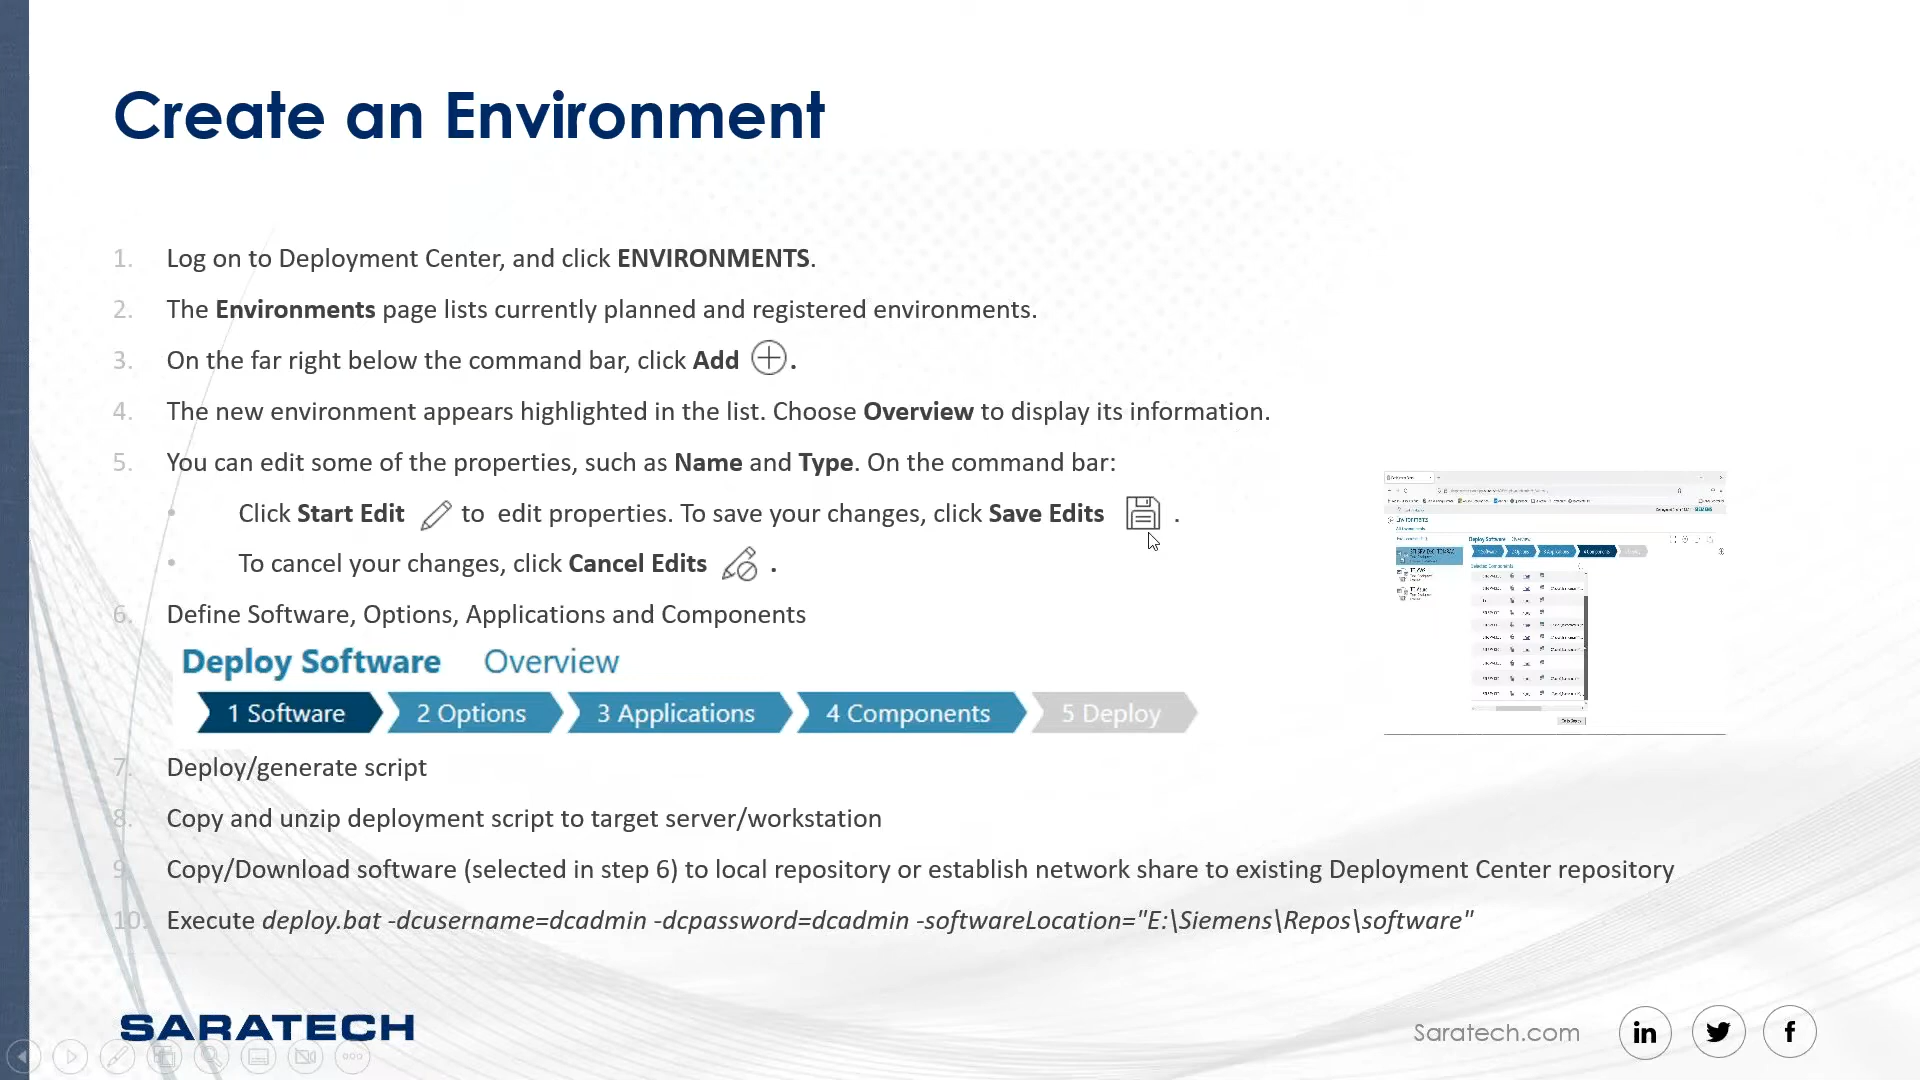 Create an Environment
1. Log on to Deployment Center, and click ENVIRONMENTS.
2. The Environments page lists currently planned and registered environments.
3. On the far right below the command bar, click Add .
4. The new environment appears highlighted in the list. Choose Overview to display its information.
5. You can edit some of the properties, such as Name and Type. On the command bar:
• Click Start Edit to edit properties. To save your changes, click Save Edits .
• To cancel your changes, click Cancel Edits .
6. Define Software, Options, Applications and Components
Deploy Software Overview
1 Software 2 Options 3 Applications 4 Components 5 Deploy
Environments
Deploy Software Overview
SIEMENS
7. Deploy/generate script
8. Copy and unzip deployment script to target server/workstation
9. Copy/Download software (selected in step 6) to local repository or establish network share to existing Deployment Center repository
10. Execute deploy.bat -dcusername=dcadmin -dcpassword=dcadmin -softwareLocation="E:\Siemens\Repos\software"
SARATECH
Saratech.com